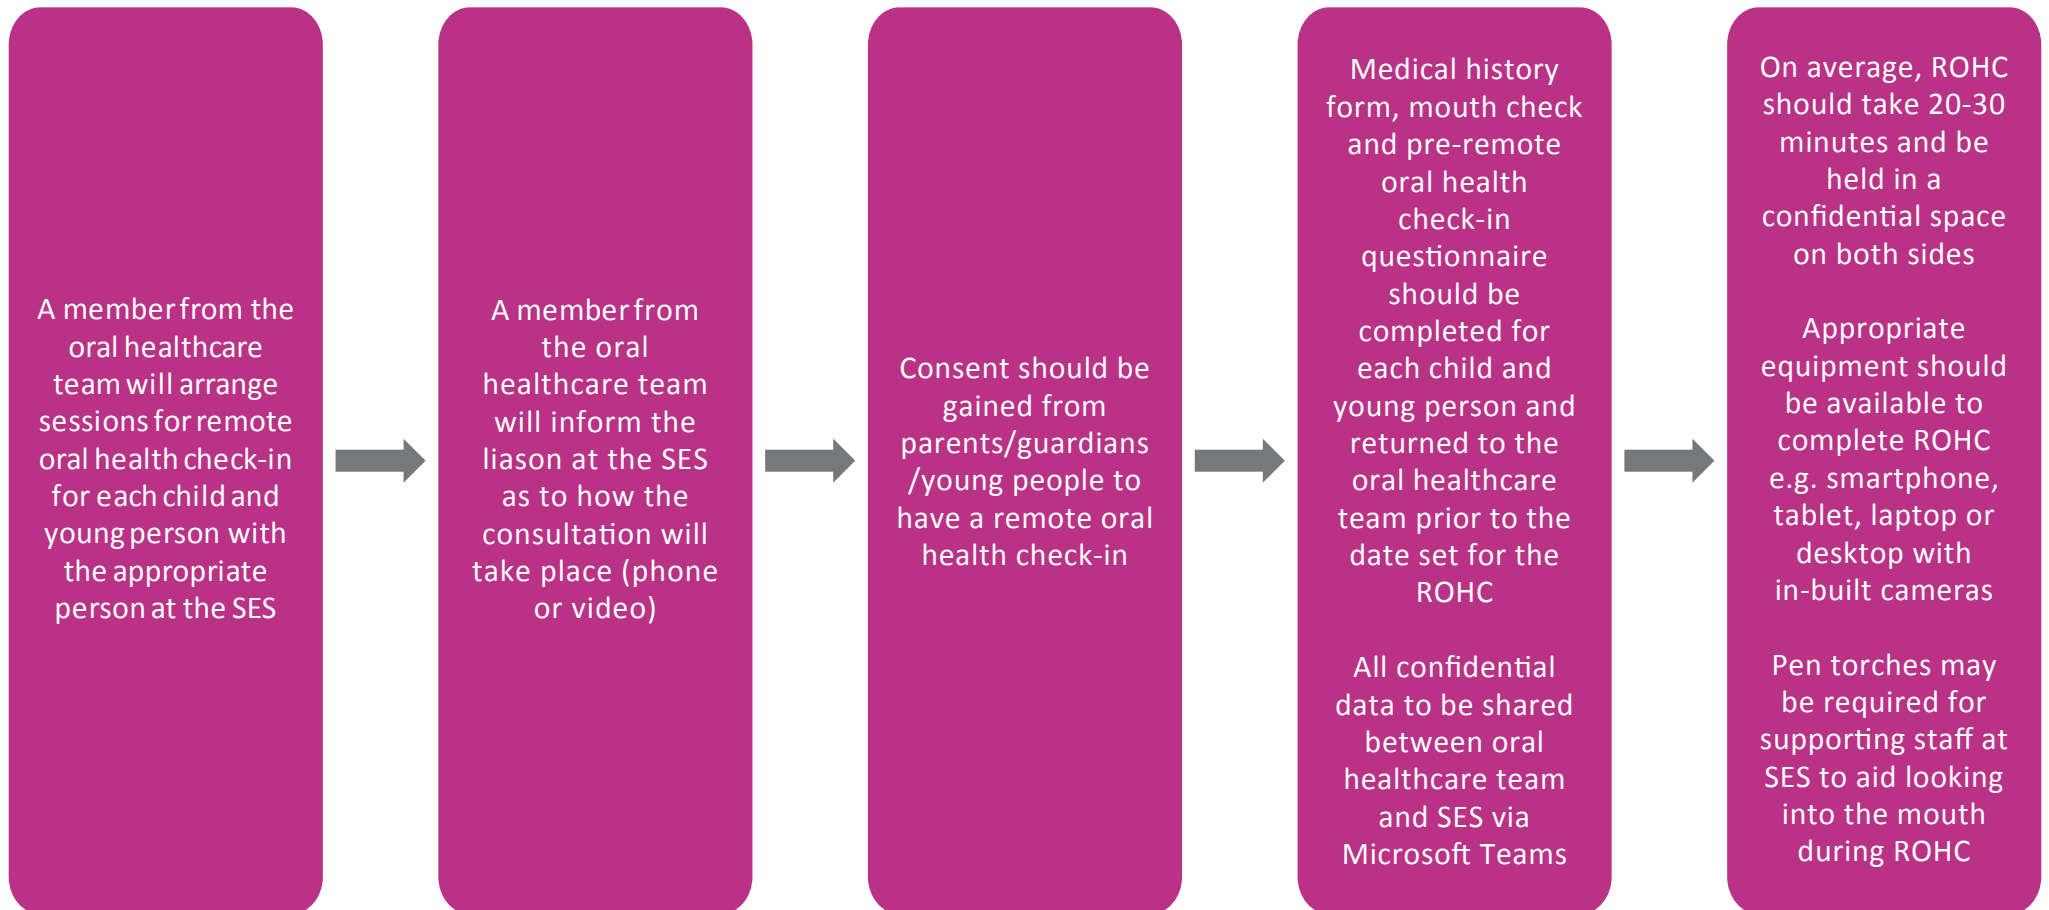 A member from the
oral healthcare
team will arrange
sessions for remote
oral health check-in
for each child and
young person with
the appropriate
person at the SES
A member from
the oral
healthcare team
will inform the
liason at the SES
as to how the
consultation will
take place (phone
or video)
Consent should be
gained from
parents/guardians
/young people to
have a remote oral
health check-in
Medical history
form, mouth check
and pre-remote
oral health
check-in
questionnaire
should be
completed for
each child and
young person and
returned to the
oral healthcare
team prior to the
date set for the
ROHC
All confidential
data to be shared
between oral
healthcare team
and SES via
Microsoft Teams
On average, ROHC
should take 20-30
minutes and be
held in a
confidential space
on both sides
Appropriate
equipment should
be available to
complete ROHC
e.g. smartphone,
tablet, laptop or
desktop with
in-built cameras
Pen torches may
be required for
supporting staff at
SES to aid looking
into the mouth
during ROHC